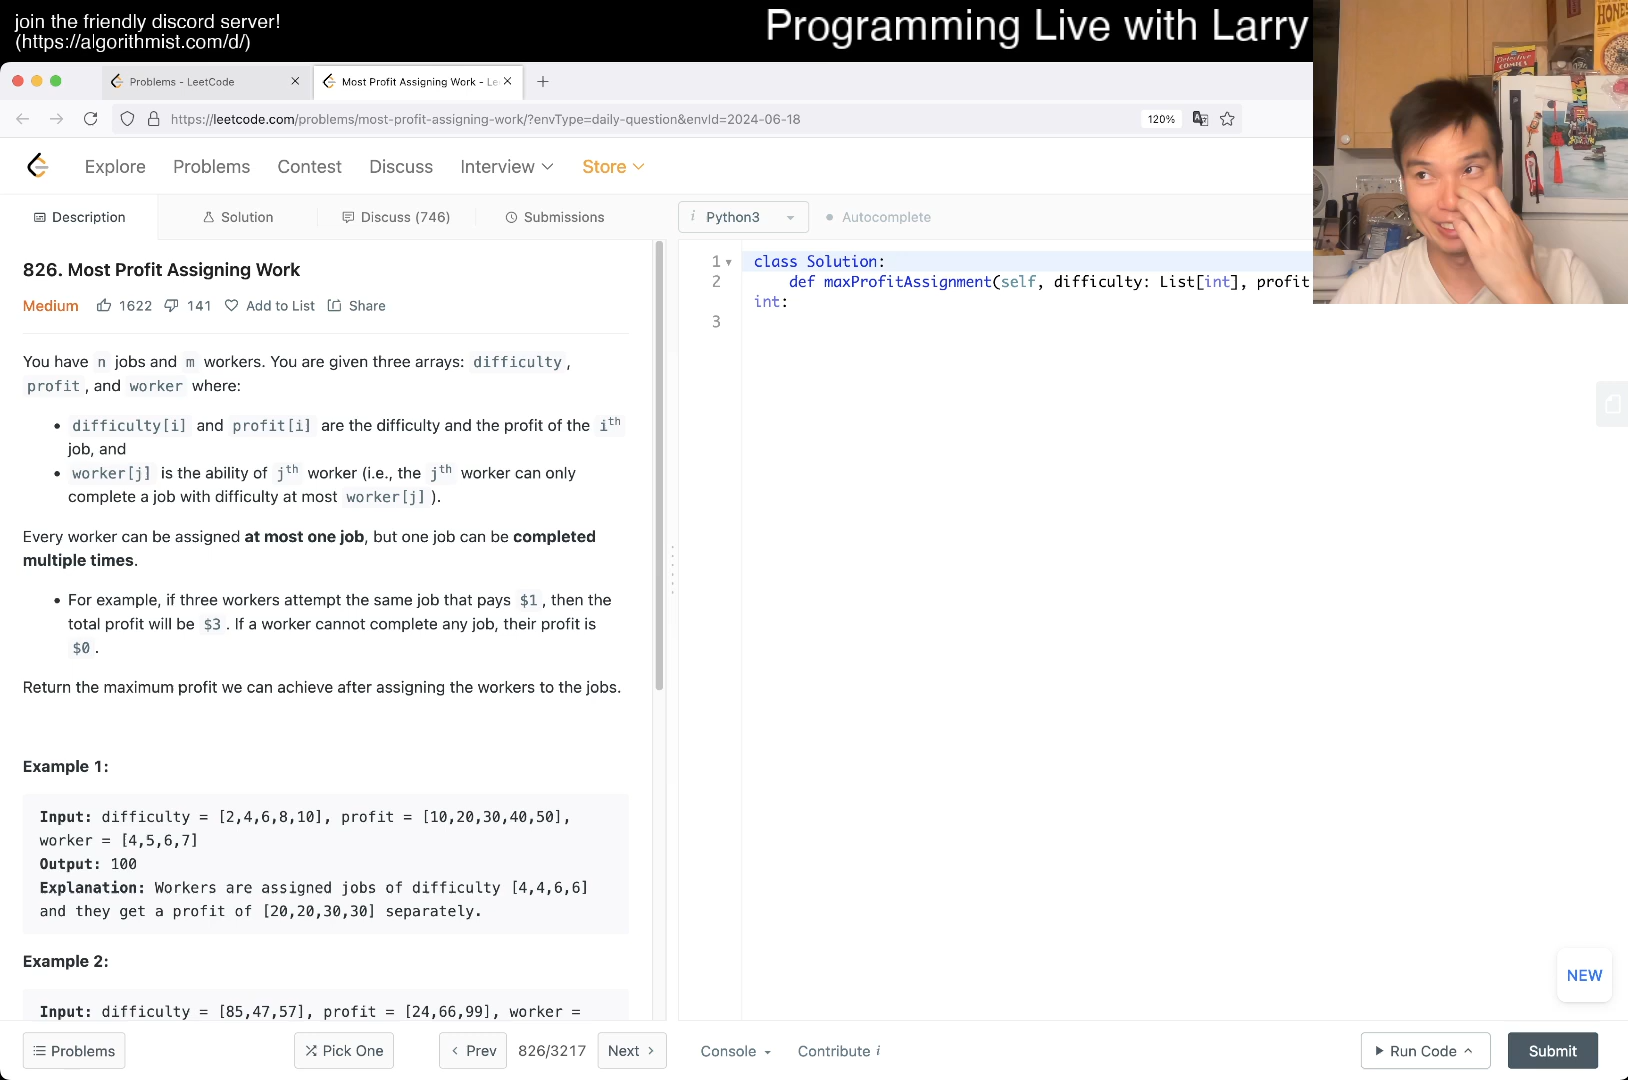 join the friendly discord server!
(https://algorithmist.com/d/)
Programming Live with Larry
Problems - LeetCode
Most Profit Assigning Work - Le
https://leetcode.com/problems/most-profit-assigning-work/?envType=daily-question&envId=2024-06-18
120%
Explore
Problems
Contest
Discuss
Interview
Store
Description
Solution
Discuss (746)
Submissions
i Python3
Autocomplete
826. Most Profit Assigning Work
Medium 1622 141 Add to List Share
You have n jobs and m workers. You are given three arrays: difficulty,
profit, and worker where:
• difficulty[i] and profit[i] are the difficulty and the profit of the ith
job, and
• worker[j] is the ability of jth worker (i.e., the jth worker can only
complete a job with difficulty at most worker[j]).
Every worker can be assigned at most one job, but one job can be completed
multiple times.
• For example, if three workers attempt the same job that pays $1, then the
total profit will be $3. If a worker cannot complete any job, their profit is
$0.
Return the maximum profit we can achieve after assigning the workers to the jobs.
Example 1:
Input: difficulty = [2,4,6,8,10], profit = [10,20,30,40,50],
worker = [4,5,6,7]
Output: 100
Explanation: Workers are assigned jobs of difficulty [4,4,6,6]
and they get a profit of [20,20,30,30] separately.
Example 2:
Input: difficulty = [85,47,57], profit = [24,66,99], worker =
1 class Solution:
2 def maxProfitAssignment(self, difficulty: List[int], profit
int:
3
NEW
Problems
Pick One
Prev
826/3217
Next
Console
Contribute i
Run Code
Submit